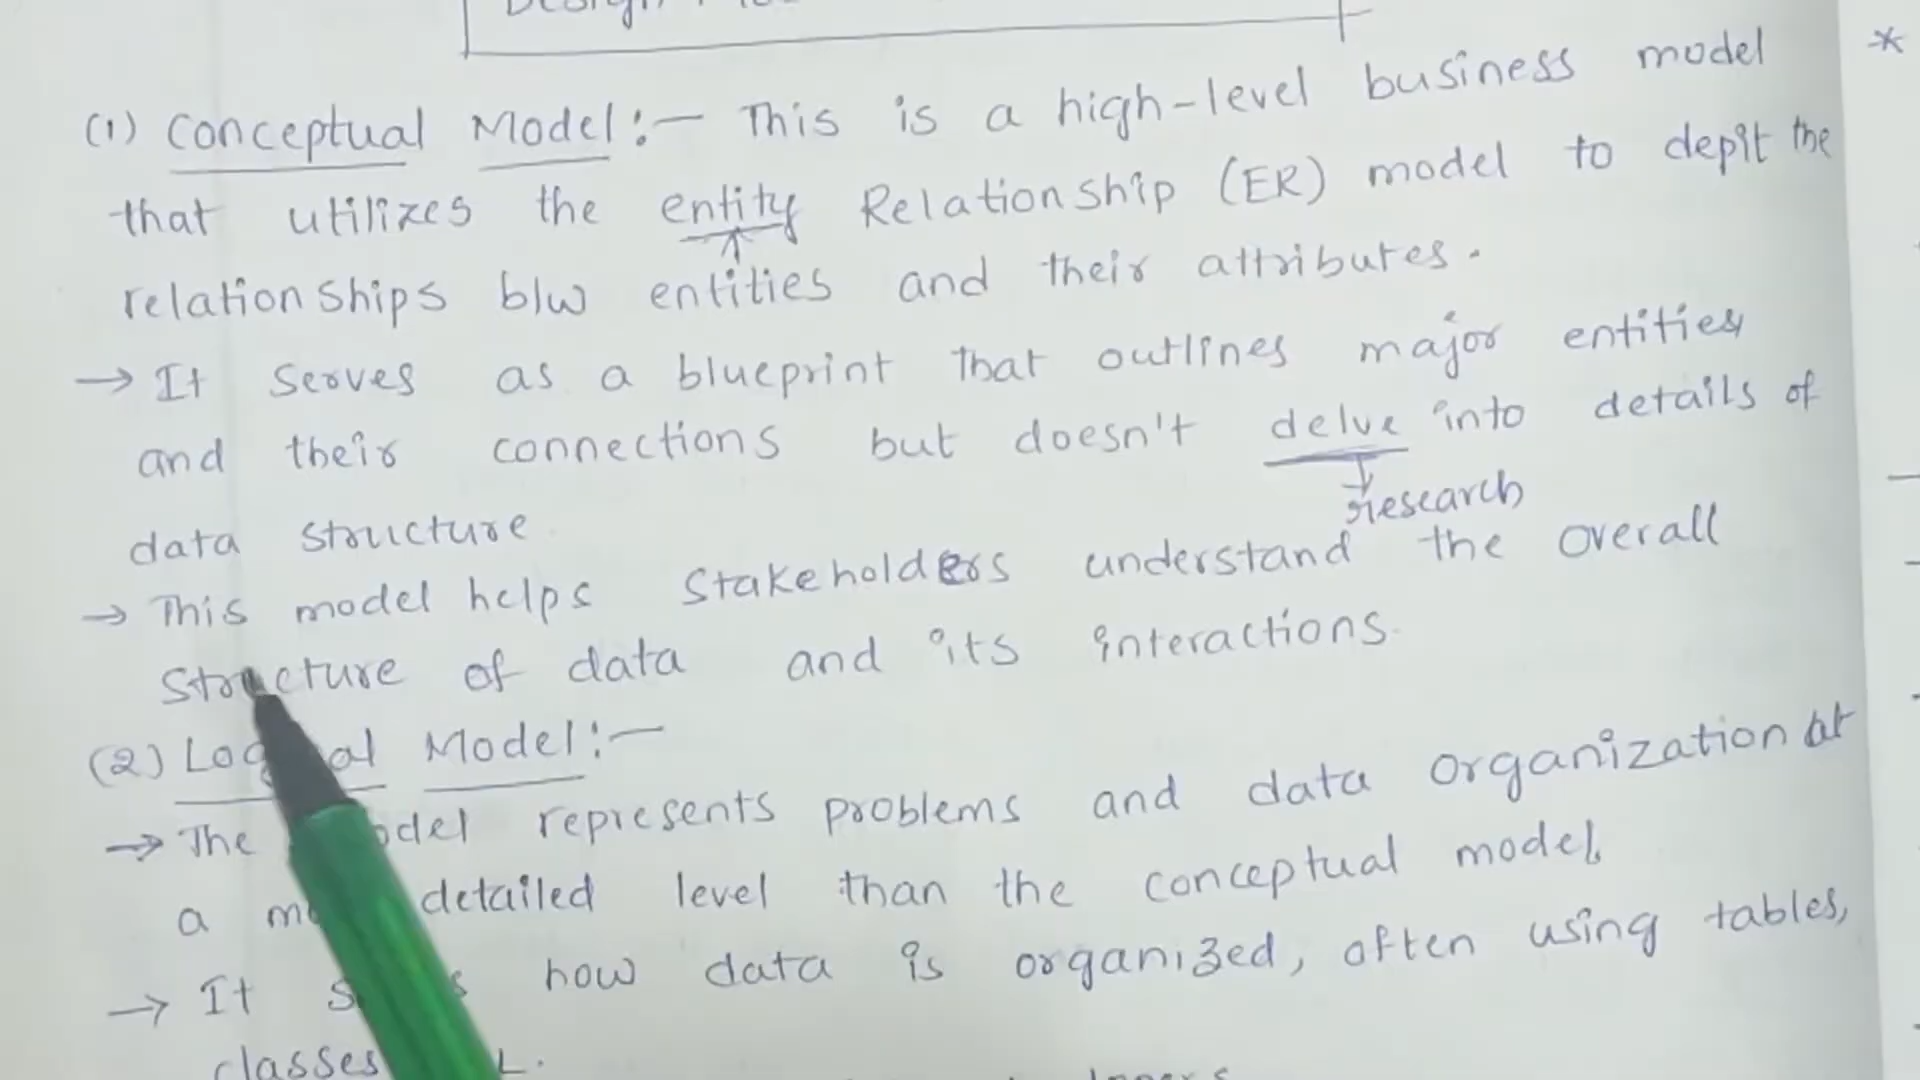 Design
(1) Conceptual Model:- This is a high-level business model *
that utilizes the entity Relationship (ER) model to depit the
relationships b/w entities and their attributes.
→ It serves as a blueprint that outlines major entities
and their connections but doesn't delve into details of
research
data structure
→ This model helps stakeholders understand the overall
structure of data and its interactions.
(2) Logical Model:-
→ The model represents problems and data organization at
a detailed level than the conceptual model.
→ It how data is organized, often using tables,
classes